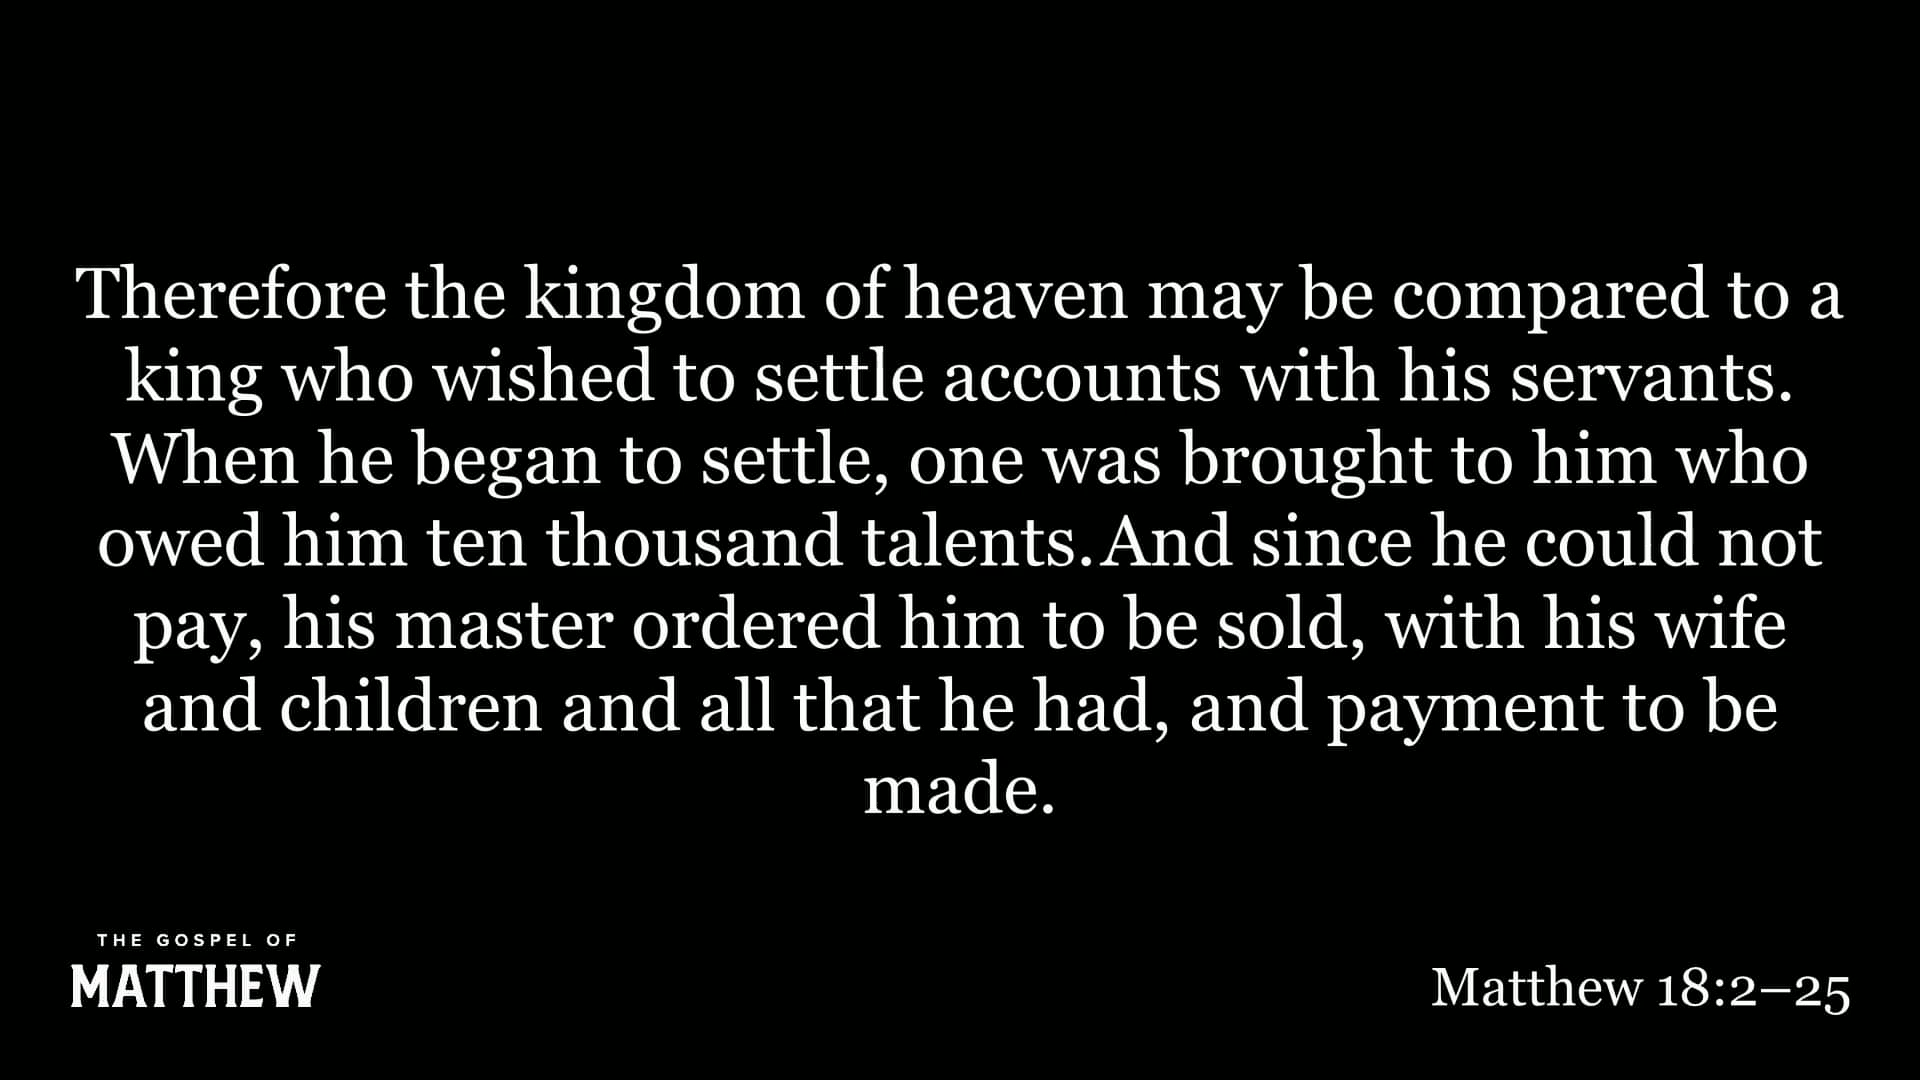 Therefore the kingdom of heaven may be compared to a
king who wished to settle accounts with his servants.
When he began to settle, one was brought to him who
owed him ten thousand talents. And since he could not
pay, his master ordered him to be sold, with his wife
and children and all that he had, and payment to be
made.
THE GOSPEL OF
MATTHEW
Matthew 18:2–25